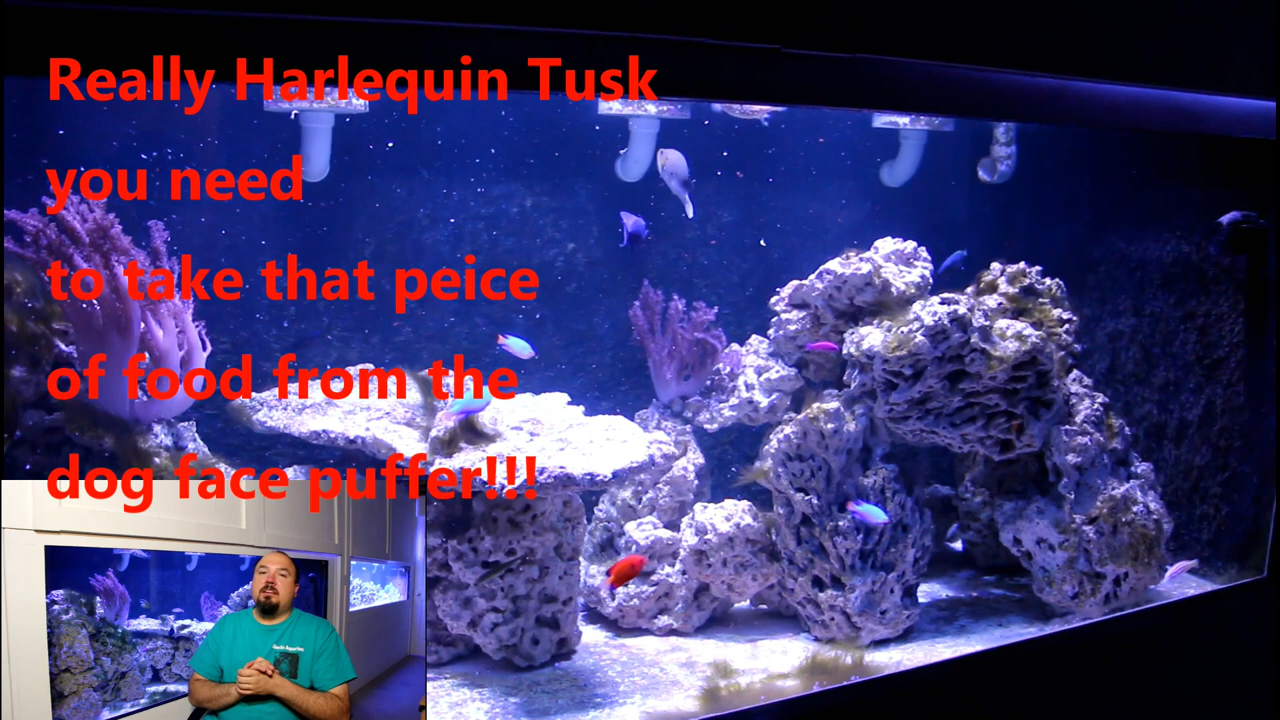 Really Harlequin Tusk
you need
to take that peice
of food from the
dog face puffer!!!